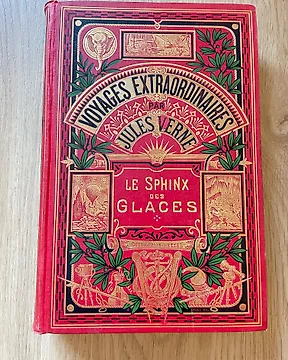 VOYAGES EXTRAORDINAIRES
PAR
JULES VERNE
LE SPHINX
DES
GLACES